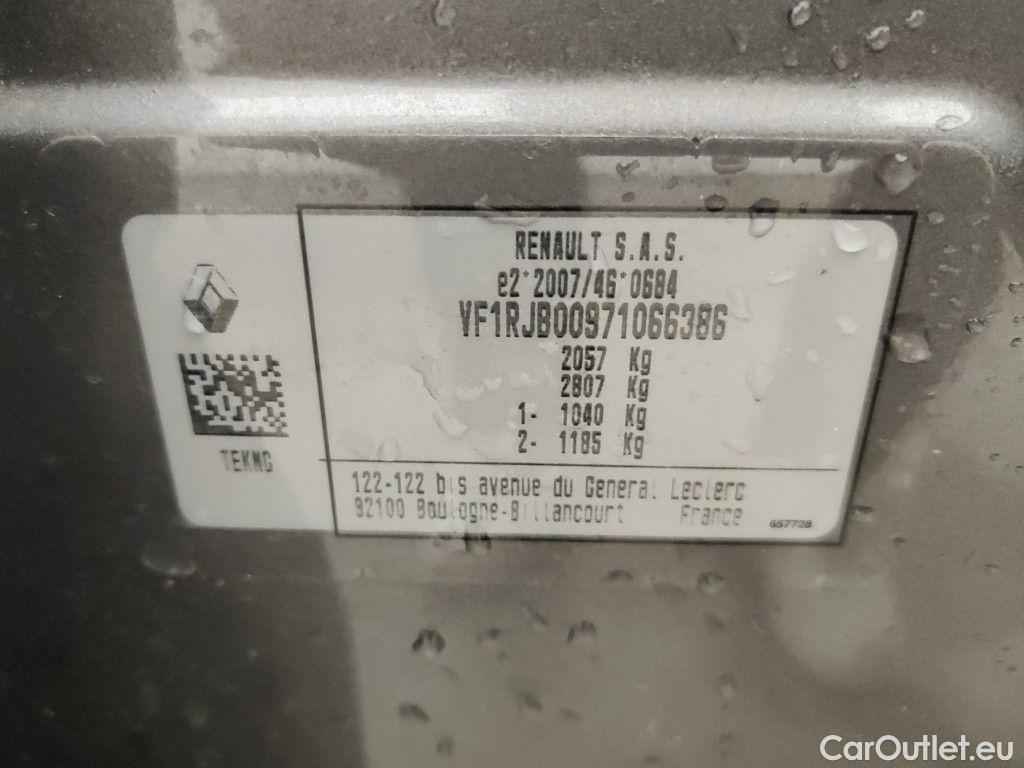 RENAULT S.A.S.
e2*2007/46*0684
VF1RJB00971066386
2057 Kg
2807 Kg
1- 1040 Kg
2- 1185 Kg
TEKNG
122-122 bis avenue du General Leclerc
92100 Boulogne-Billancourt France
657728
CarOutlet.eu